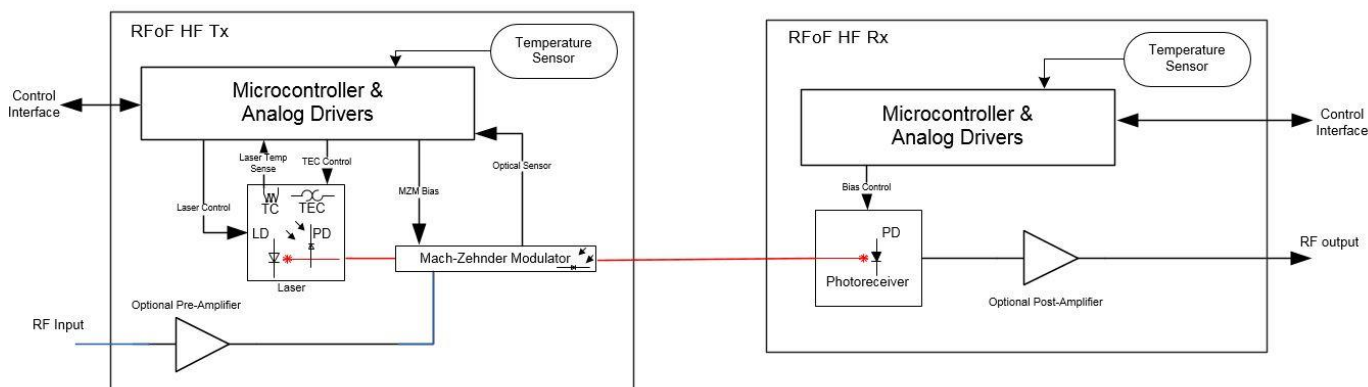 RFoF HF Tx
Temperature
Sensor
Microcontroller &
Analog Drivers
Control
Interface
Laser Temp
Sense
TEC Control
Optical Sensor
MZM Bias
Laser Control
TC
TEC
LD
PD
Mach-Zehnder Modulator
Laser
Optional Pre-Amplifier
RF Input
RFoF HF Rx
Temperature
Sensor
Microcontroller &
Analog Drivers
Control
Interface
Bias Control
PD
Photoreceiver
RF output
Optional Post-Amplifier